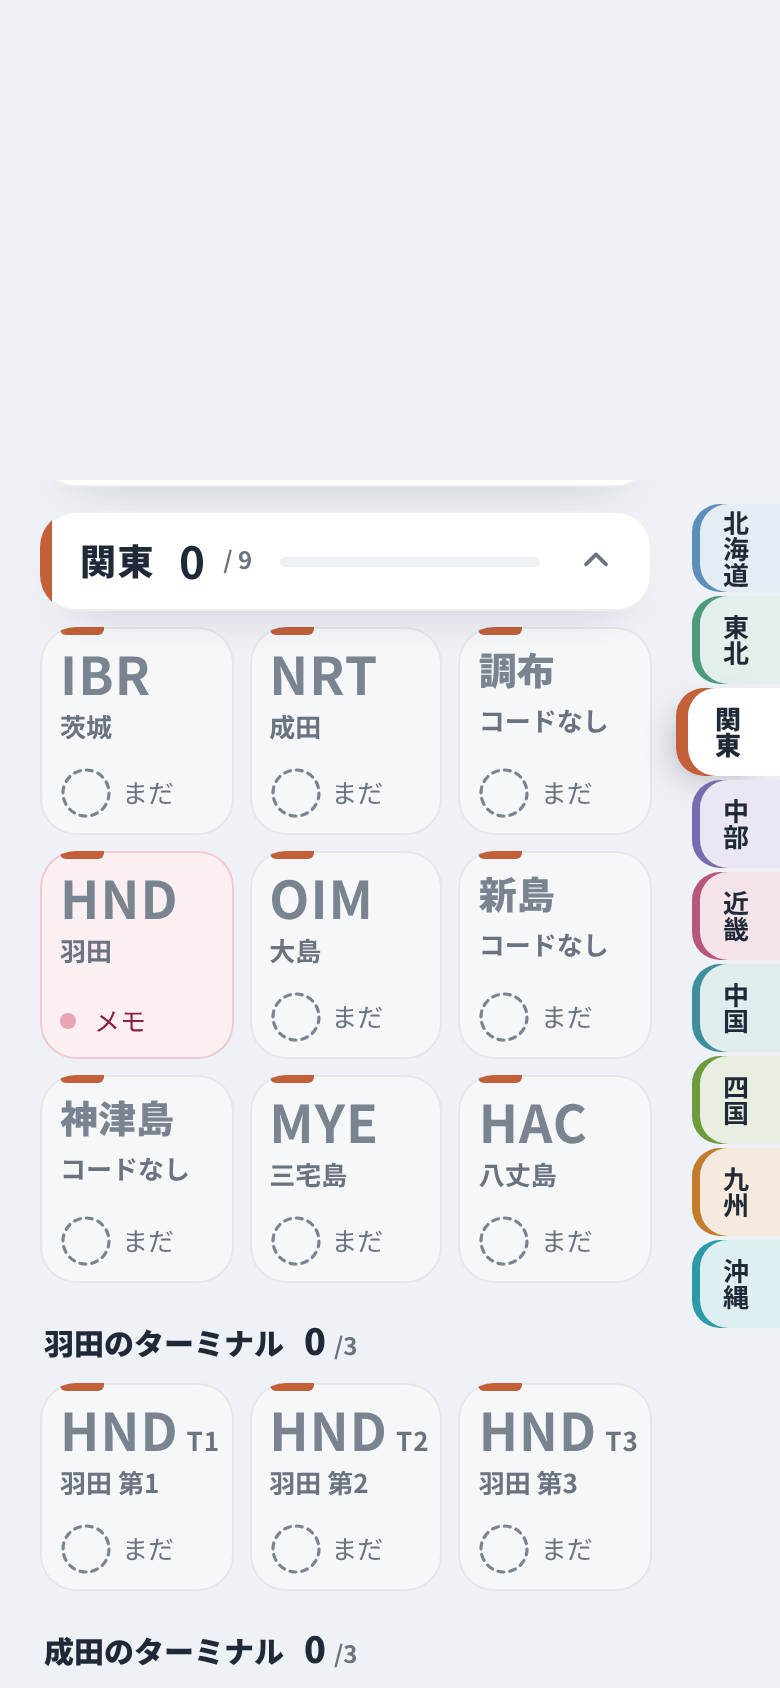 関東 0 / 9
IBR
茨城
まだ
NRT
成田
まだ
調布
コードなし
まだ
HND
羽田
メモ
OIM
大島
まだ
新島
コードなし
まだ
神津島
コードなし
まだ
MYE
三宅島
まだ
HAC
八丈島
まだ
羽田のターミナル 0 /3
HND T1
羽田 第1
まだ
HND T2
羽田 第2
まだ
HND T3
羽田 第3
まだ
成田のターミナル 0 /3
北海道
東北
関東
中部
近畿
中国
四国
九州
沖縄